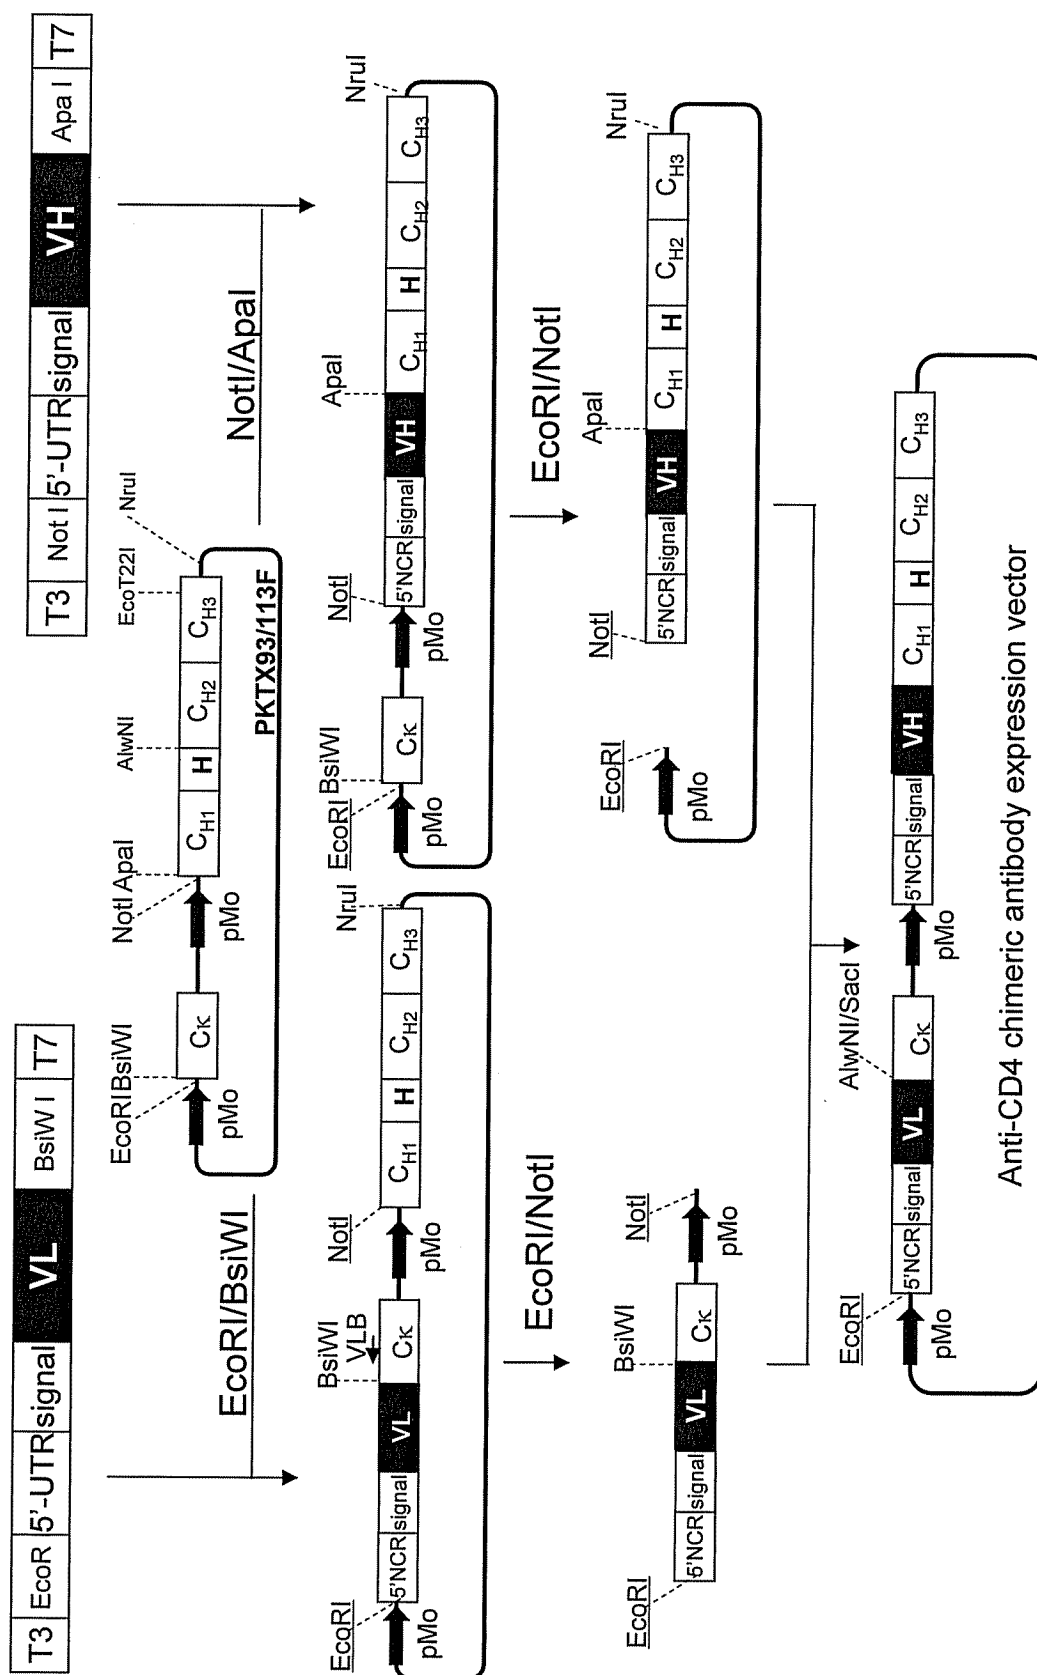 T3 EcoR 5'-UTR signal VL BsiW I T7
T3 Not I 5'-UTR signal VH Apa I T7
EcoRI BsiWI NotI ApaI AlwNI EcoT22I NruI
pMo Cκ pMo CH1 H CH2 CH3
PKTX93/113F
EcoRI/BsiWI
NotI/ApaI
EcoRI BsiWI VLB NotI NruI
pMo 5'NCR signal VL Cκ pMo CH1 H CH2 CH3
EcoRI BsiWI NotI ApaI NruI
pMo Cκ pMo 5'NCR signal VH CH1 H CH2 CH3
EcoRI/NotI
EcoRI/NotI
EcoRI BsiWI NotI
5'NCR signal VL Cκ pMo
EcoRI NotI ApaI NruI
pMo 5'NCR signal VH CH1 H CH2 CH3
EcoRI AlwNI/SacI
pMo 5'NCR signal VL Cκ pMo 5'NCR signal VH CH1 H CH2 CH3
Anti-CD4 chimeric antibody expression vector